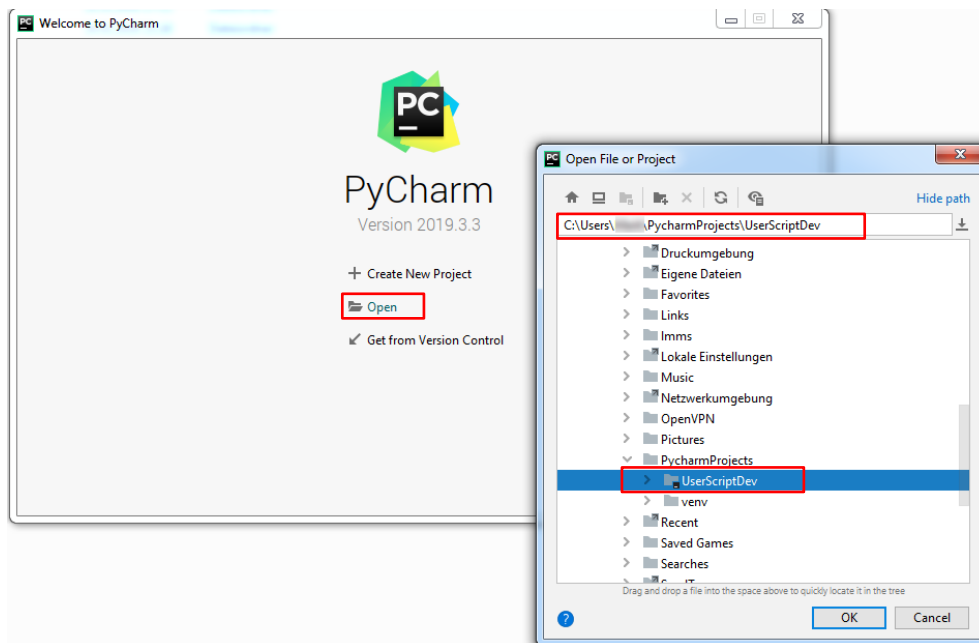 PC Welcome to PyCharm
PC
PyCharm
Version 2019.3.3
Create New Project
Open
Get from Version Control
PC Open File or Project
Hide path
C:\Users\ \PycharmProjects\UserScriptDev
Druckumgebung
Eigene Dateien
Favorites
Links
Imms
Lokale Einstellungen
Music
Netzwerkumgebung
OpenVPN
Pictures
PycharmProjects
UserScriptDev
venv
Recent
Saved Games
Searches
Drag and drop a file into the space above to quickly locate it in the tree
? OK Cancel